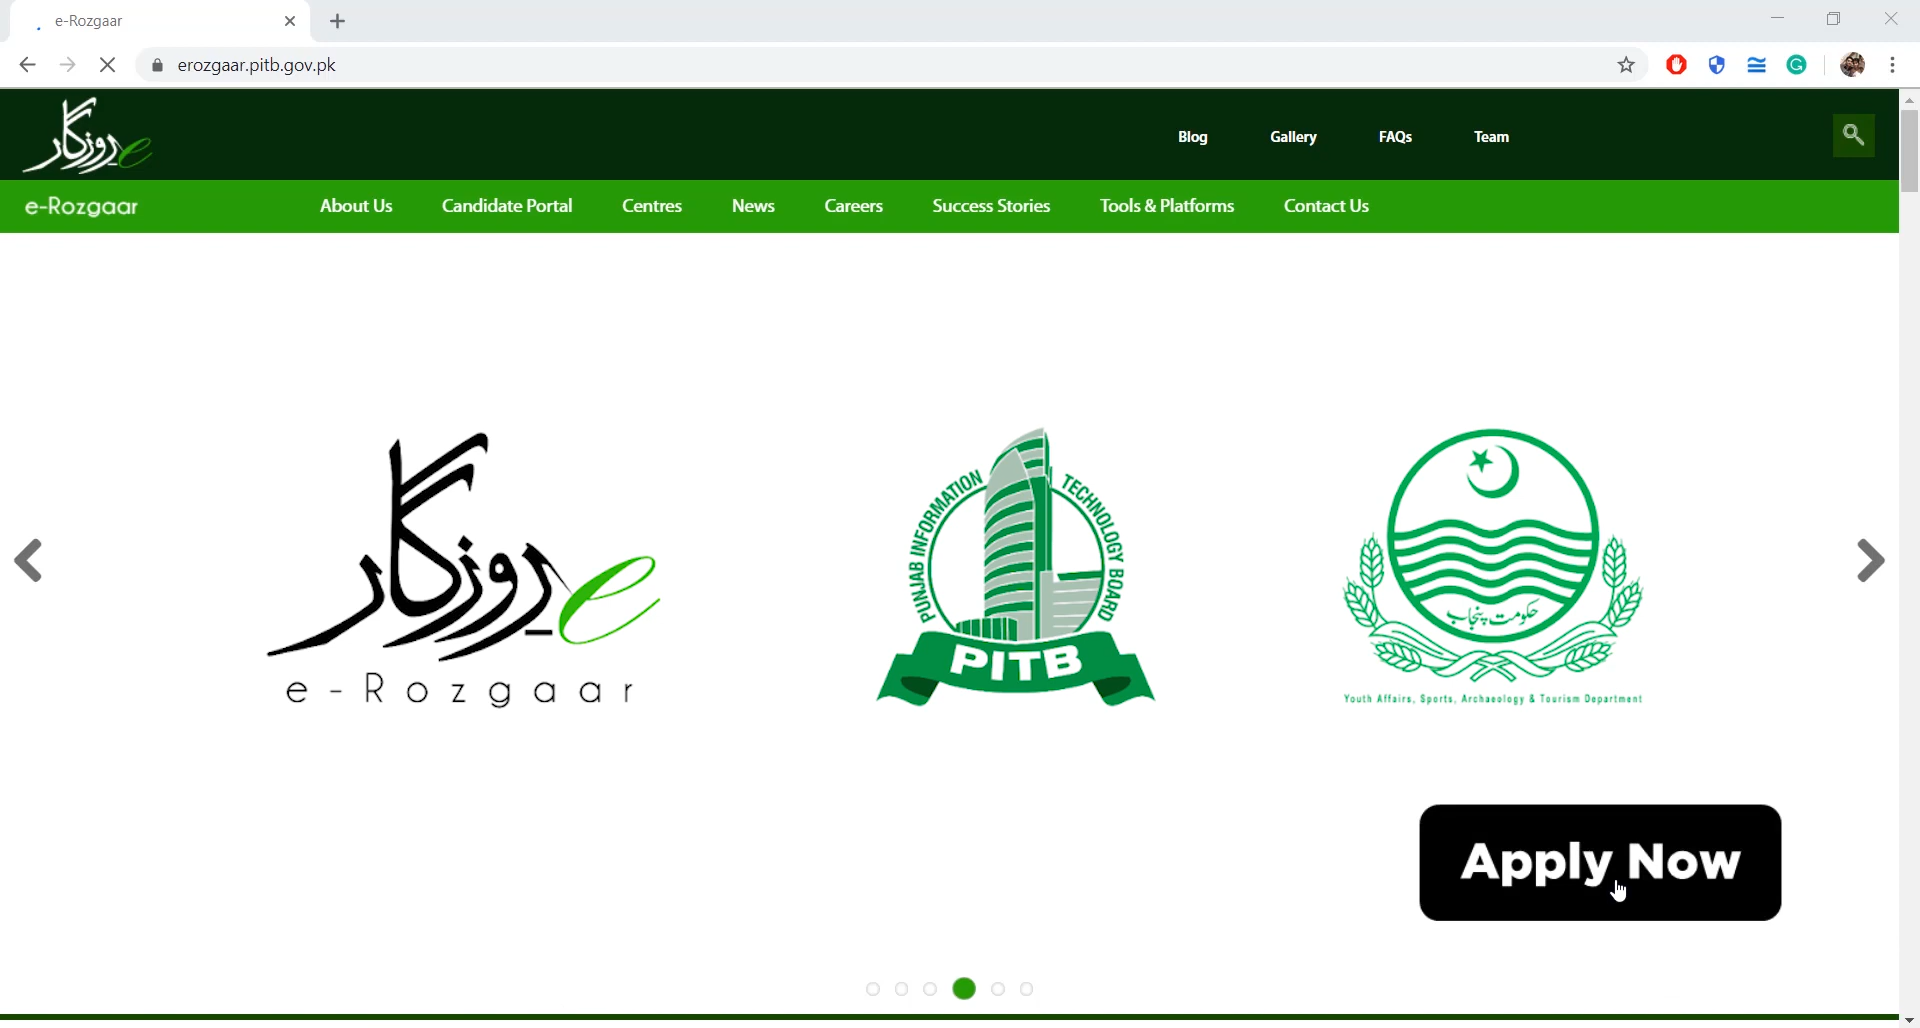 e-Rozgaar
erozgaar.pitb.gov.pk
eروزگار
Blog Gallery FAQs Team
e-Rozgaar About Us Candidate Portal Centres News Careers Success Stories Tools & Platforms Contact Us
eروزگار
e-Rozgaar
PUNJAB INFORMATION TECHNOLOGY BOARD
PITB
حکومت پنجاب
Youth Affairs, Sports, Archaeology & Tourism Department
Apply Now